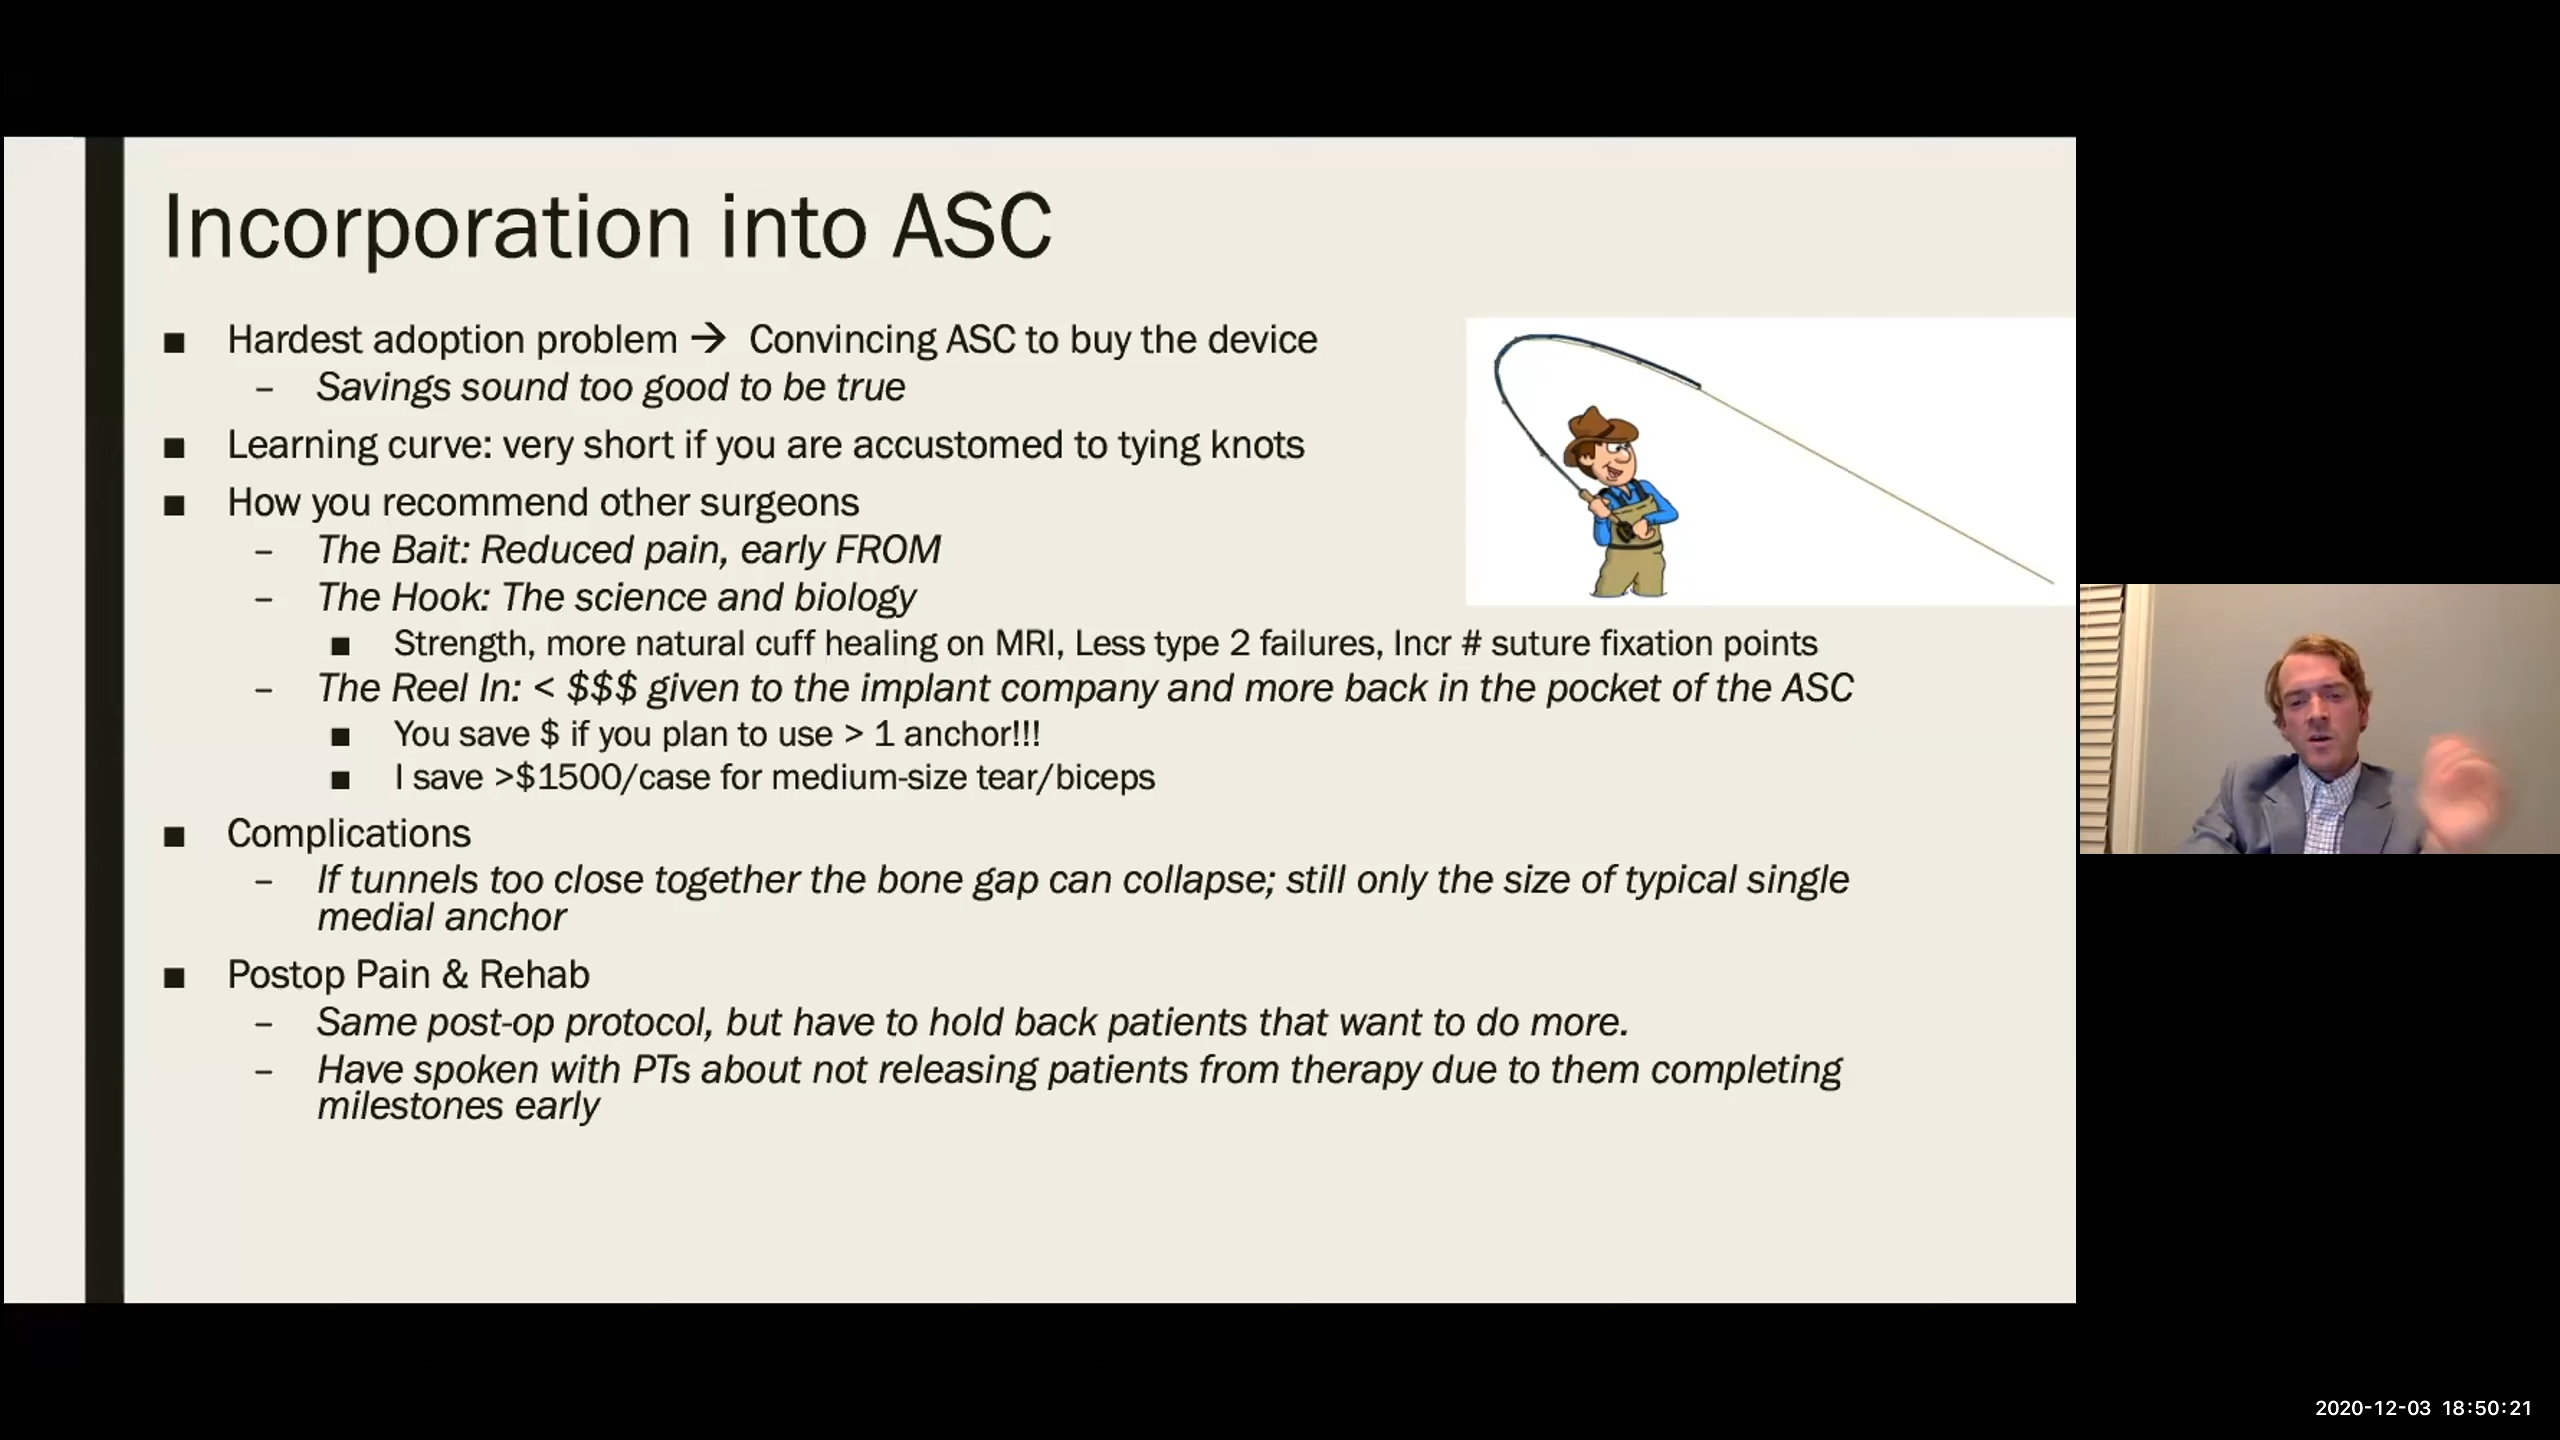 Incorporation into ASC
■ Hardest adoption problem → Convincing ASC to buy the device
– Savings sound too good to be true
■ Learning curve: very short if you are accustomed to tying knots
■ How you recommend other surgeons
– The Bait: Reduced pain, early FROM
– The Hook: The science and biology
■ Strength, more natural cuff healing on MRI, Less type 2 failures, Incr # suture fixation points
– The Reel In: < $$$ given to the implant company and more back in the pocket of the ASC
■ You save $ if you plan to use > 1 anchor!!!
■ I save >$1500/case for medium-size tear/biceps
■ Complications
– If tunnels too close together the bone gap can collapse; still only the size of typical single
medial anchor
■ Postop Pain & Rehab
– Same post-op protocol, but have to hold back patients that want to do more.
– Have spoken with PTs about not releasing patients from therapy due to them completing
milestones early
2020-12-03 18:50:21